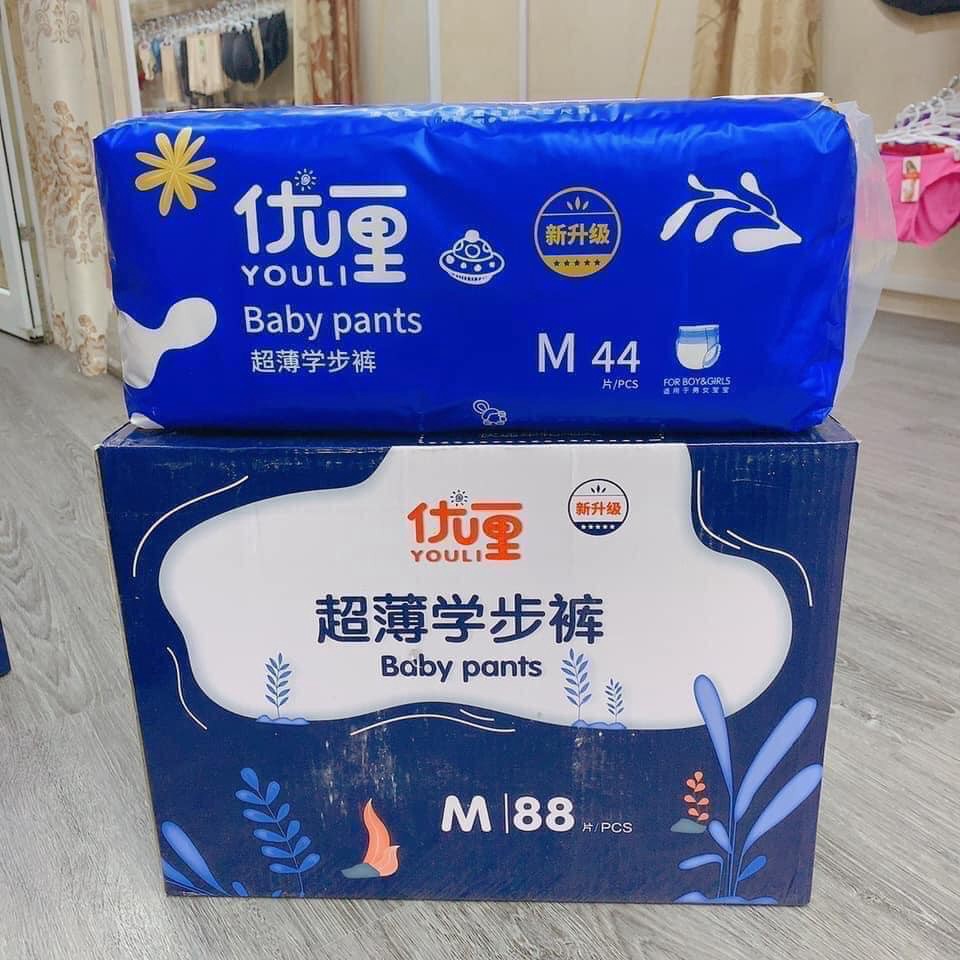 优厘
YOULI
Baby pants
超薄学步裤
新升级
M 44
片/PCS
FOR BOY&GIRLS
适用于男女宝宝
优厘
YOULI
新升级
超薄学步裤
Baby pants
M|88 片/PCS